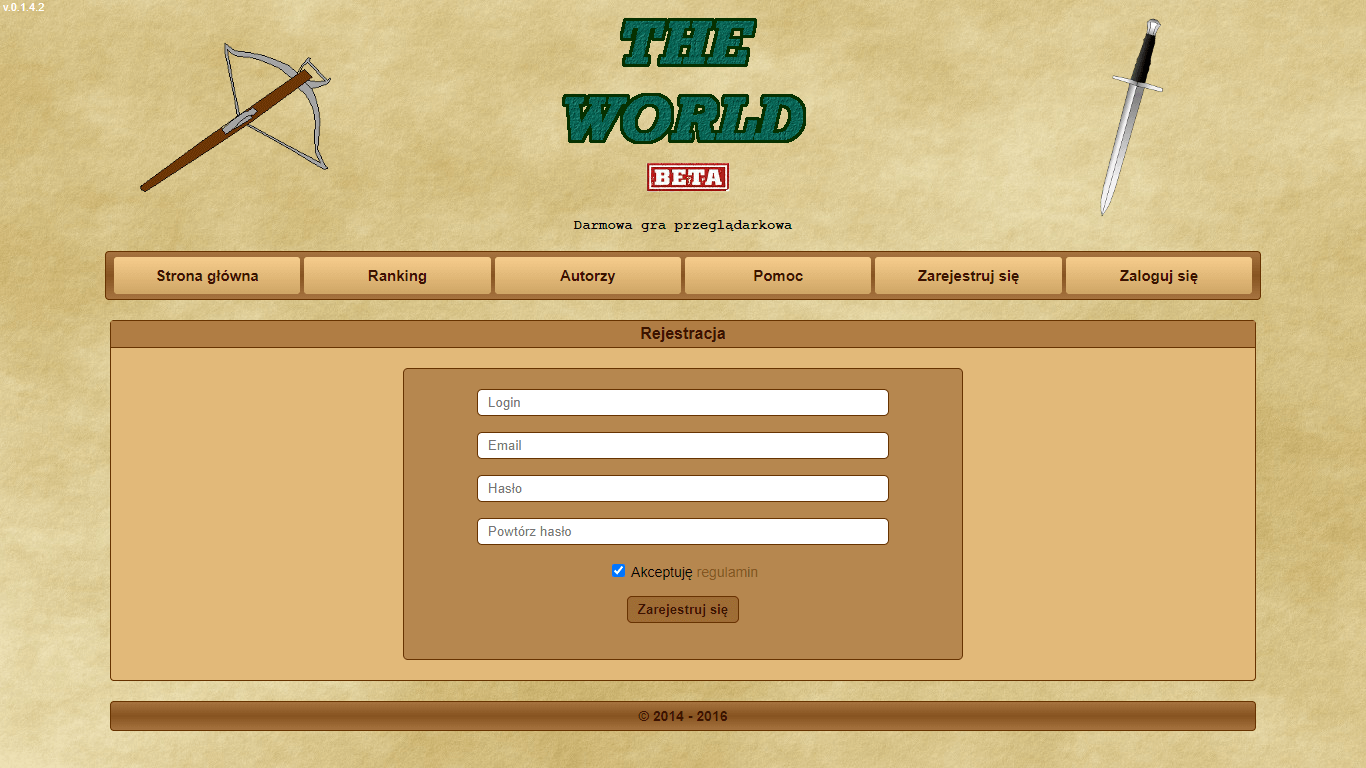 v.0.1.4.2
THE
WORLD
BETA
Darmowa gra przeglądarkowa
Strona główna Ranking Autorzy Pomoc Zarejestruj się Zaloguj się
Rejestracja
Login
Email
Hasło
Powtórz hasło
Akceptuję regulamin
Zarejestruj się
© 2014 - 2016